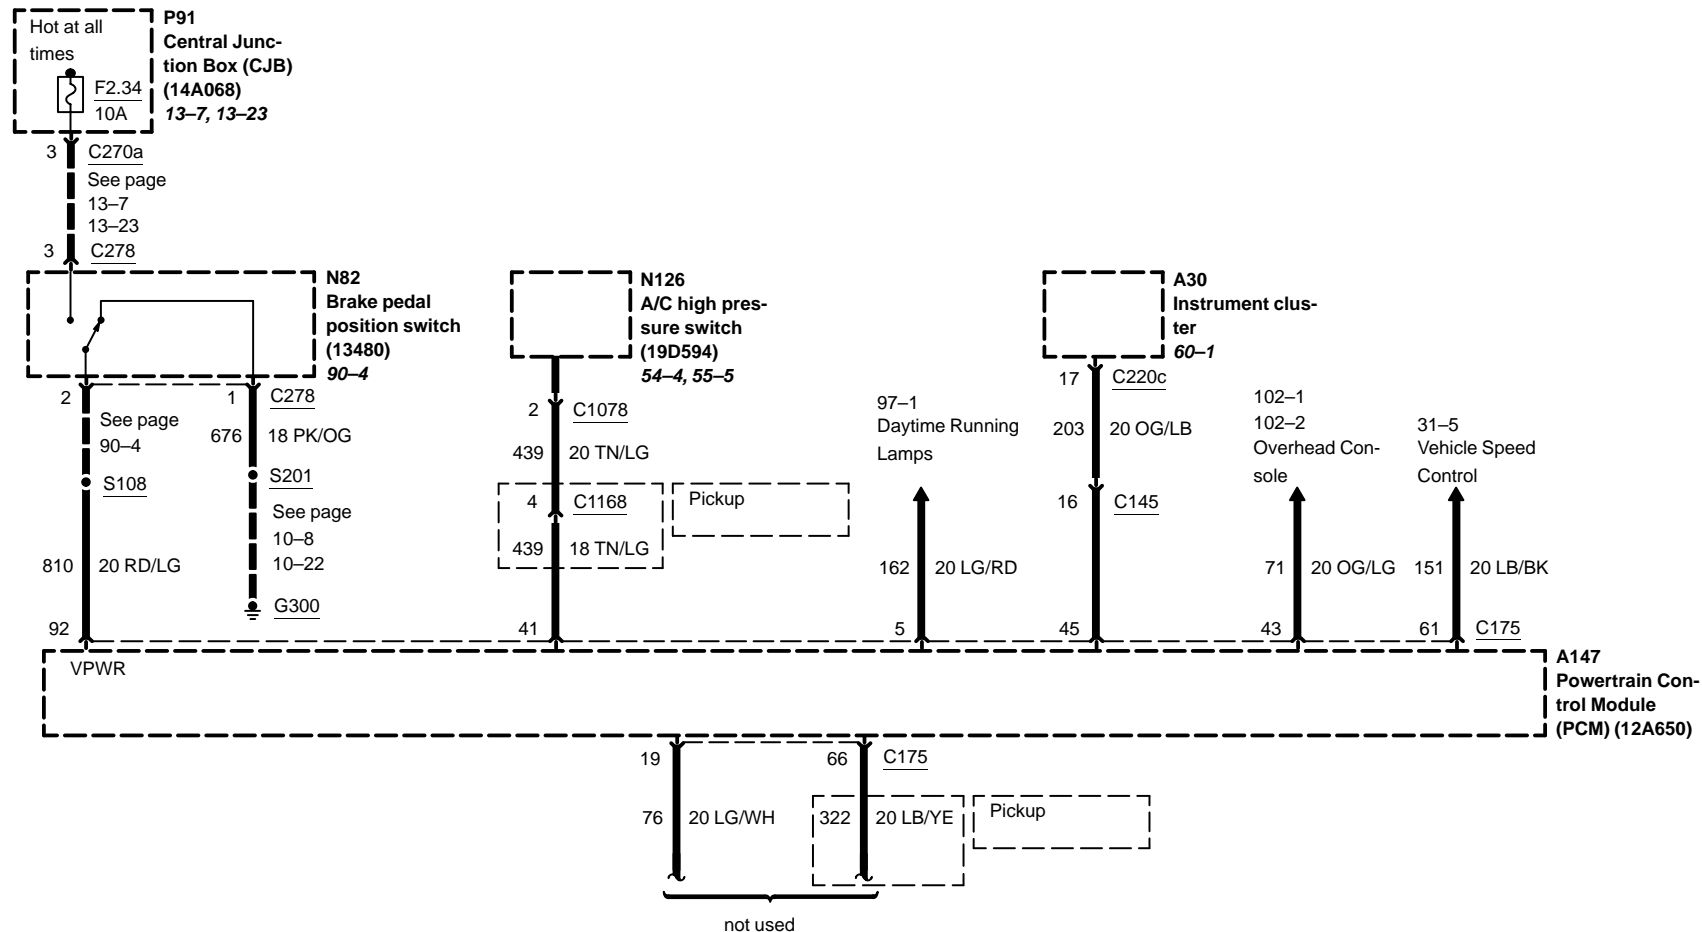 Hot at all
times
F2.34
10A
P91
Central Junc-
tion Box (CJB)
(14A068)
13–7, 13–23
3 C270a
See page
13–7
13–23
3 C278
N82
Brake pedal
position switch
(13480)
90–4
N126
A/C high pres-
sure switch
(19D594)
54–4, 55–5
A30
Instrument clus-
ter
60–1
2
See page
90–4
S108
810 20 RD/LG
92
1 C278
676 18 PK/OG
S201
See page
10–8
10–22
G300
2 C1078
439 20 TN/LG
4 C1168
439 18 TN/LG
Pickup
41
97–1
Daytime Running
Lamps
162 20 LG/RD
5
17 C220c
203 20 OG/LB
16 C145
45
102–1
102–2
Overhead Con-
sole
71 20 OG/LG
43
31–5
Vehicle Speed
Control
151 20 LB/BK
61 C175
VPWR
A147
Powertrain Con-
trol Module
(PCM) (12A650)
19
76 20 LG/WH
66 C175
322 20 LB/YE
Pickup
not used